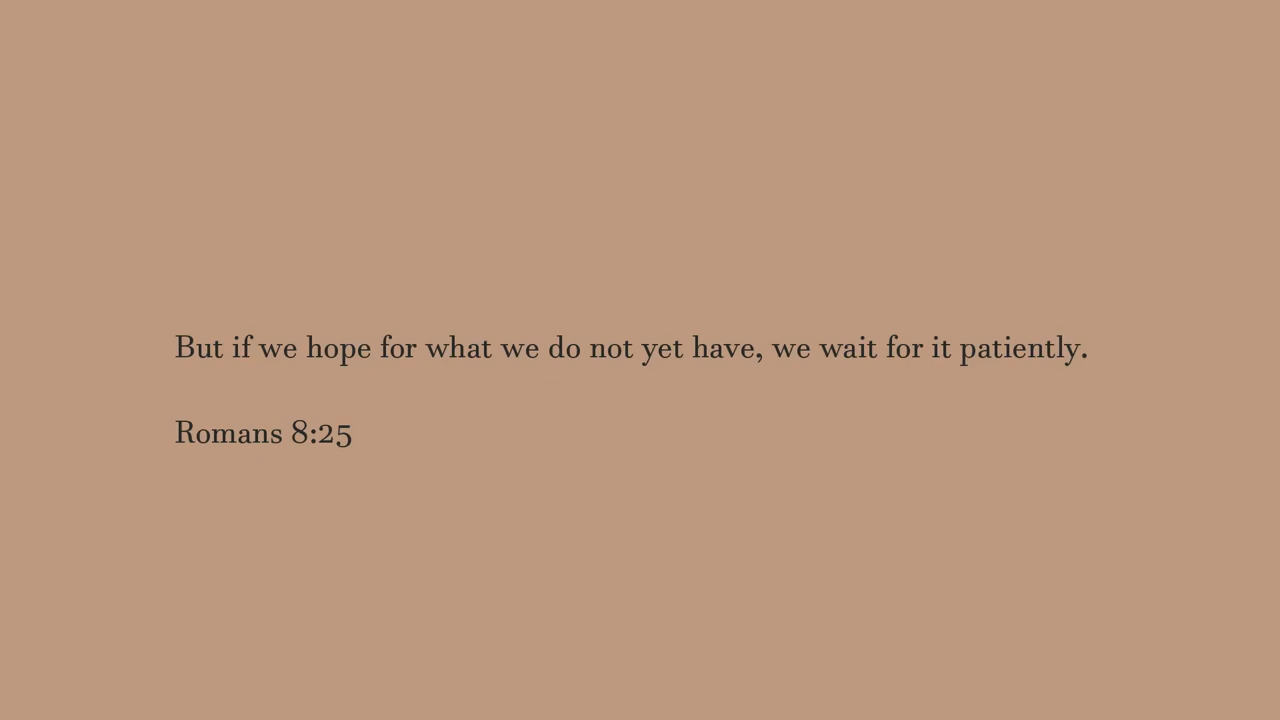 But if we hope for what we do not yet have, we wait for it patiently.
Romans 8:25